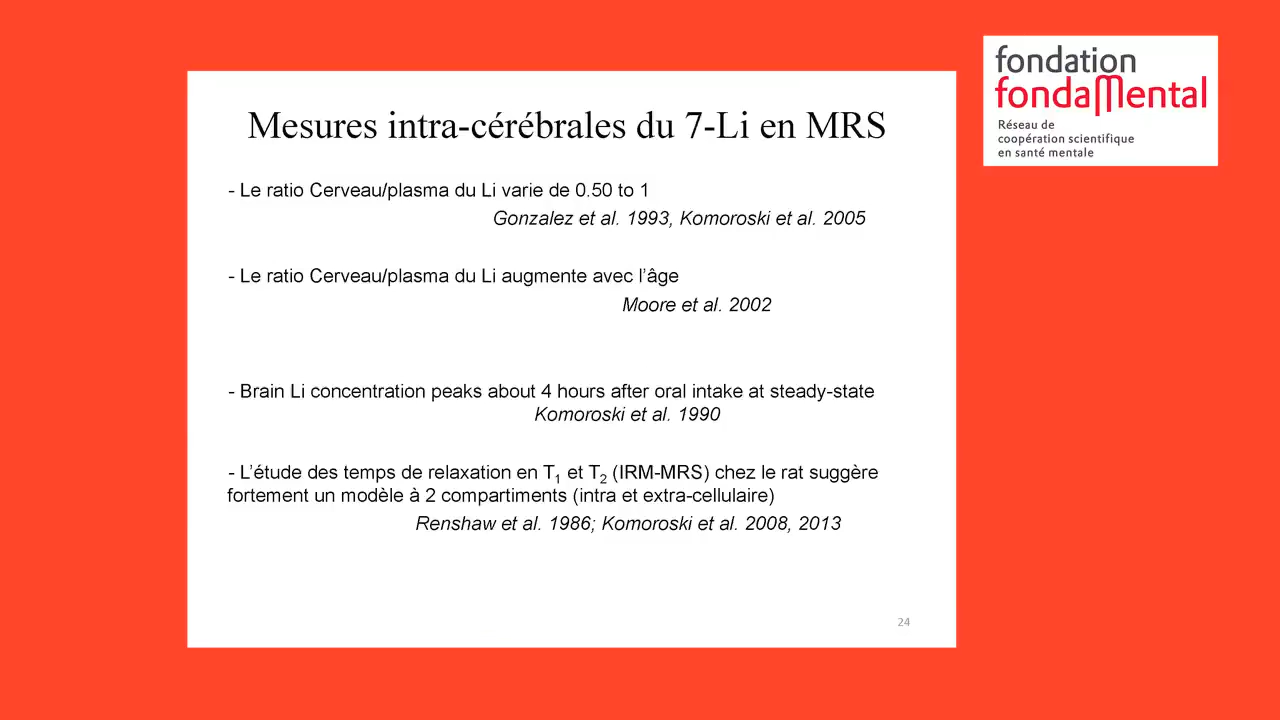 Mesures intra-cérébrales du 7-Li en MRS
- Le ratio Cerveau/plasma du Li varie de 0.50 to 1
Gonzalez et al. 1993, Komoroski et al. 2005
- Le ratio Cerveau/plasma du Li augmente avec l’âge
Moore et al. 2002
- Brain Li concentration peaks about 4 hours after oral intake at steady-state
Komoroski et al. 1990
- L’étude des temps de relaxation en T1 et T2 (IRM-MRS) chez le rat suggère
fortement un modèle à 2 compartiments (intra et extra-cellulaire)
Renshaw et al. 1986; Komoroski et al. 2008, 2013
24
fondation
fondaMental
Réseau de
coopération scientifique
en santé mentale